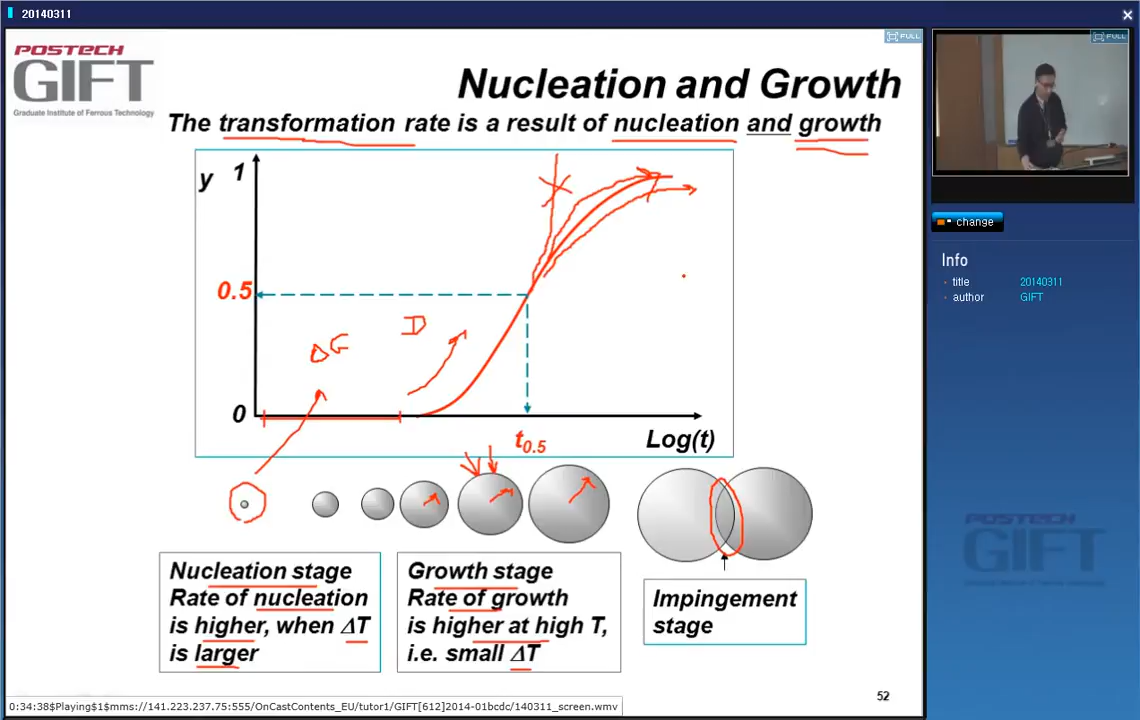 20140311
FULL
POSTECH
GIFT
Graduate Institute of Ferrous Technology
Nucleation and Growth
The transformation rate is a result of nucleation and growth
y
1
0.5
0
ΔG
D
t0.5
Log(t)
Nucleation stage
Rate of nucleation
is higher, when ΔT
is larger
Growth stage
Rate of growth
is higher at high T,
i.e. small ΔT
Impingement
stage
52
0:34:38$Playing$1$mms://141.223.237.75:555/OnCastContents_EU/tutor1/GIFT[612]2014-01bcdc/140311_screen.wmv
FULL
change
Info
title 20140311
author GIFT
POSTECH
GIFT